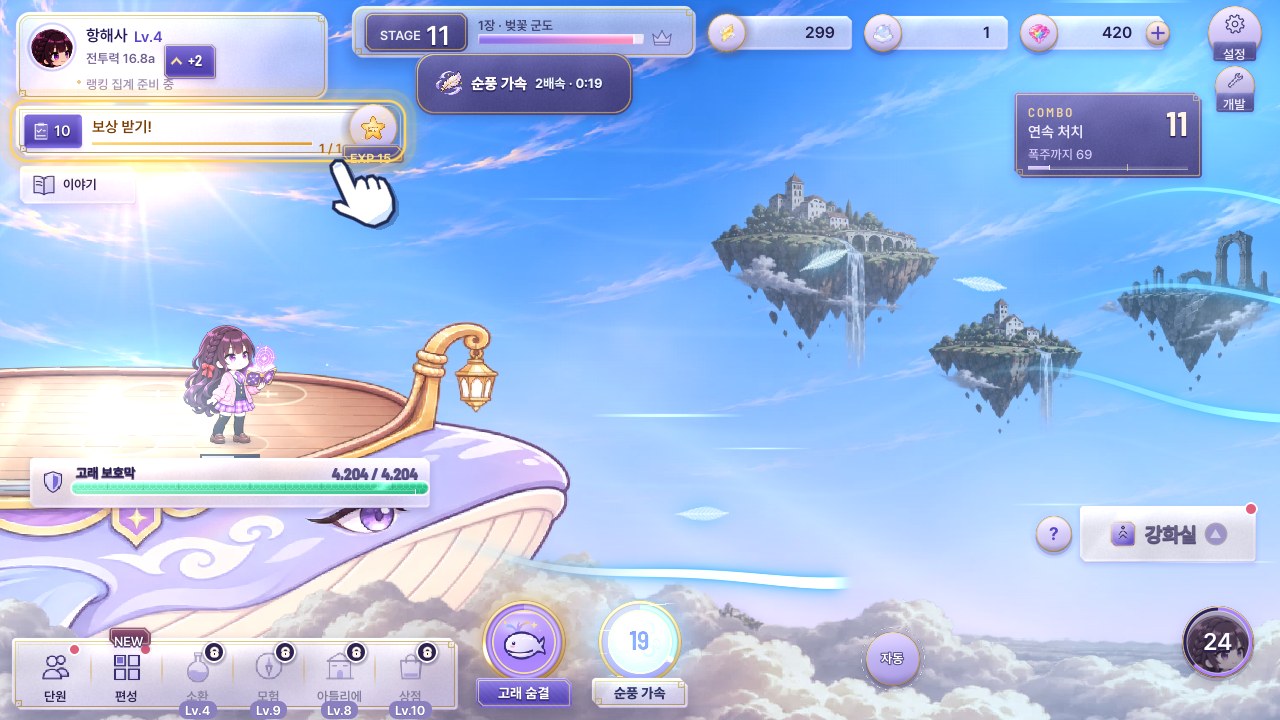 항해사 Lv.4
전투력 16.8a
+2
랭킹 집계 준비 중
STAGE 11
1장 · 벚꽃 군도
순풍 가속 2배속 · 0:19
299
1
420
설정
개발
10
보상 받기!
1/1
EXP 15
이야기
COMBO
연속 처치
11
폭주까지 69
고래 보호막
4,204 / 4,204
?
강화실
NEW
단원
편성
소환
Lv.4
모험
Lv.9
아틀리에
Lv.8
상점
Lv.10
고래 숨결
19
순풍 가속
자동
24